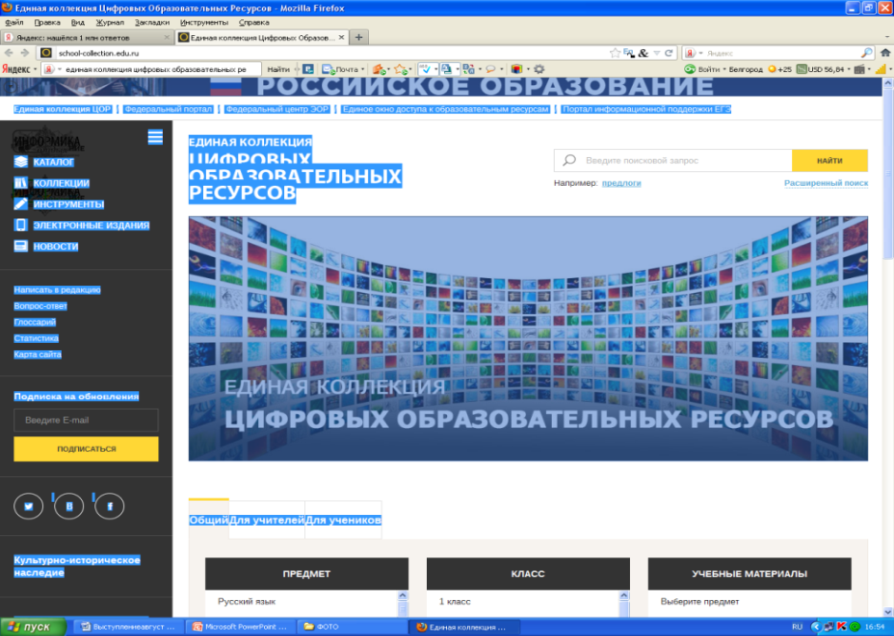 Единая коллекция Цифровых Образовательных Ресурсов - Mozilla Firefox
Файл Правка Вид Журнал Закладки Инструменты Справка
Яндекс: нашёлся 1 млн ответов
Единая коллекция Цифровых Образов...
school-collection.edu.ru
Яндекс
Яндекс
единая коллекция цифровых образовательных ре
Найти
Почта
Войти
Белгород
+25
USD 56,84
РОССИЙСКОЕ ОБРАЗОВАНИЕ
Единая коллекция ЦОР | Федеральный портал | Федеральный центр ЭОР | Единое окно доступа к образовательным ресурсам | Портал информационной поддержки ЕГЭ
ИНФОРМИКА
КАТАЛОГ
КОЛЛЕКЦИИ
ИНСТРУМЕНТЫ
ЭЛЕКТРОННЫЕ ИЗДАНИЯ
НОВОСТИ
Написать в редакцию
Вопрос-ответ
Глоссарий
Статистика
Карта сайта
Подписка на обновления
Введите E-mail
ПОДПИСАТЬСЯ
Культурно-историческое
наследие
ЕДИНАЯ КОЛЛЕКЦИЯ
ЦИФРОВЫХ
ОБРАЗОВАТЕЛЬНЫХ
РЕСУРСОВ
Введите поисковой запрос
НАЙТИ
Например: предлоги
Расширенный поиск
ЕДИНАЯ КОЛЛЕКЦИЯ
ЦИФРОВЫХ ОБРАЗОВАТЕЛЬНЫХ РЕСУРСОВ
Общий Для учителей Для учеников
ПРЕДМЕТ
КЛАСС
УЧЕБНЫЕ МАТЕРИАЛЫ
Русский язык
1 класс
Выберите предмет
пуск
Выступлениеавгуст ...
Microsoft PowerPoint ...
ФОТО
Единая коллекция ...
RU
16:54